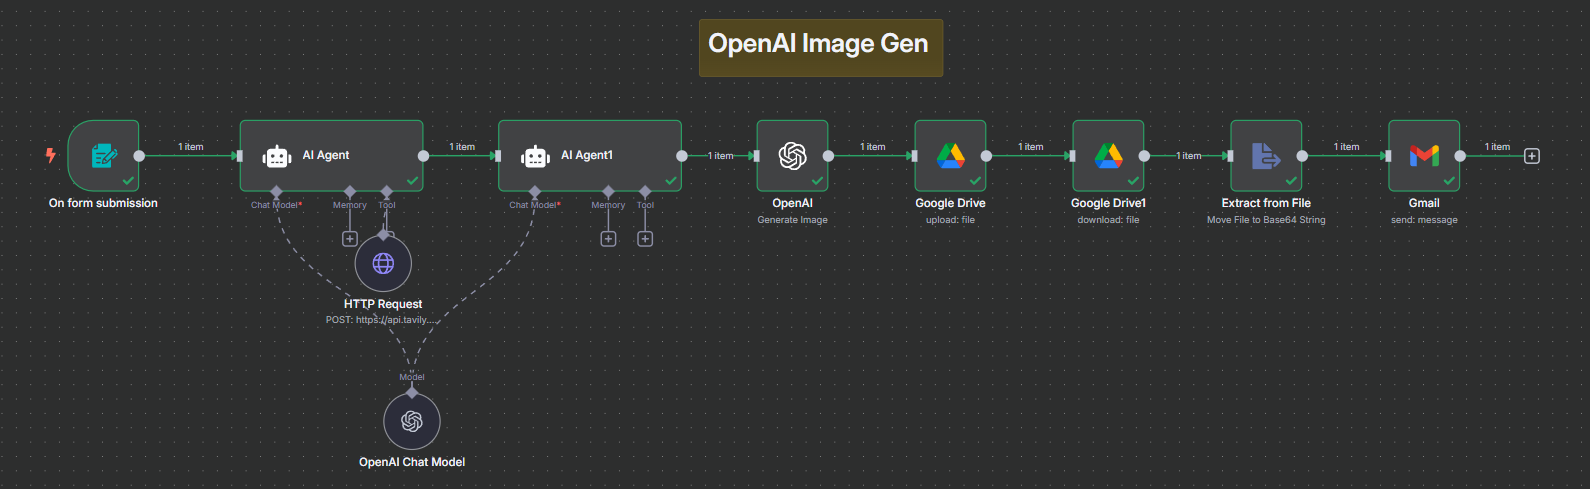 OpenAI Image Gen
1 item
1 item
1 item
1 item
1 item
1 item
1 item
1 item
AI Agent
AI Agent1
On form submission
Chat Model*
Memory
Tool
Chat Model*
Memory
Tool
OpenAI
Generate Image
Google Drive
upload: file
Google Drive1
download: file
Extract from File
Move File to Base64 String
Gmail
send: message
HTTP Request
POST: https://api.tavily....
Model
OpenAI Chat Model